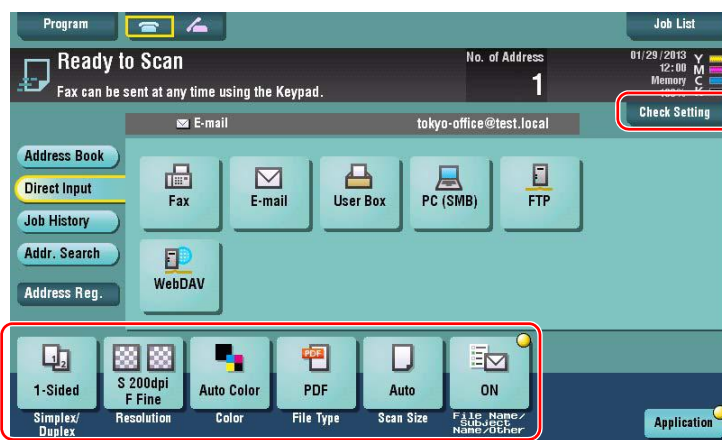 Program
Job List
Ready to Scan
No. of Address
01/29/2013
12:00
Memory
Y
M
C
K
Fax can be sent at any time using the Keypad.
1
Check Setting
E-mail
tokyo-office@test.local
Address Book
Direct Input
Job History
Addr. Search
Address Reg.
Fax
E-mail
User Box
PC (SMB)
FTP
WebDAV
1-Sided
S 200dpi
F Fine
Auto Color
PDF
PDF
Auto
ON
Simplex/
Duplex
Resolution
Color
File Type
Scan Size
File Name/
Subject
Name/Other
Application